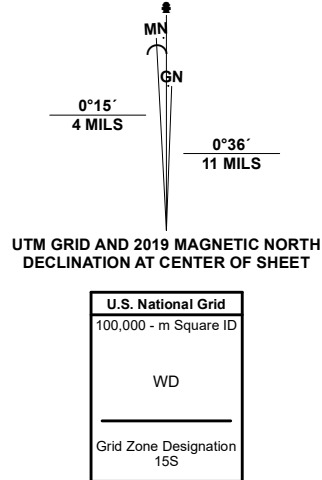 MN
GN
0°15´
4 MILS
0°36´
11 MILS
UTM GRID AND 2019 MAGNETIC NORTH
DECLINATION AT CENTER OF SHEET
U.S. National Grid
100,000 - m Square ID
WD
Grid Zone Designation
15S